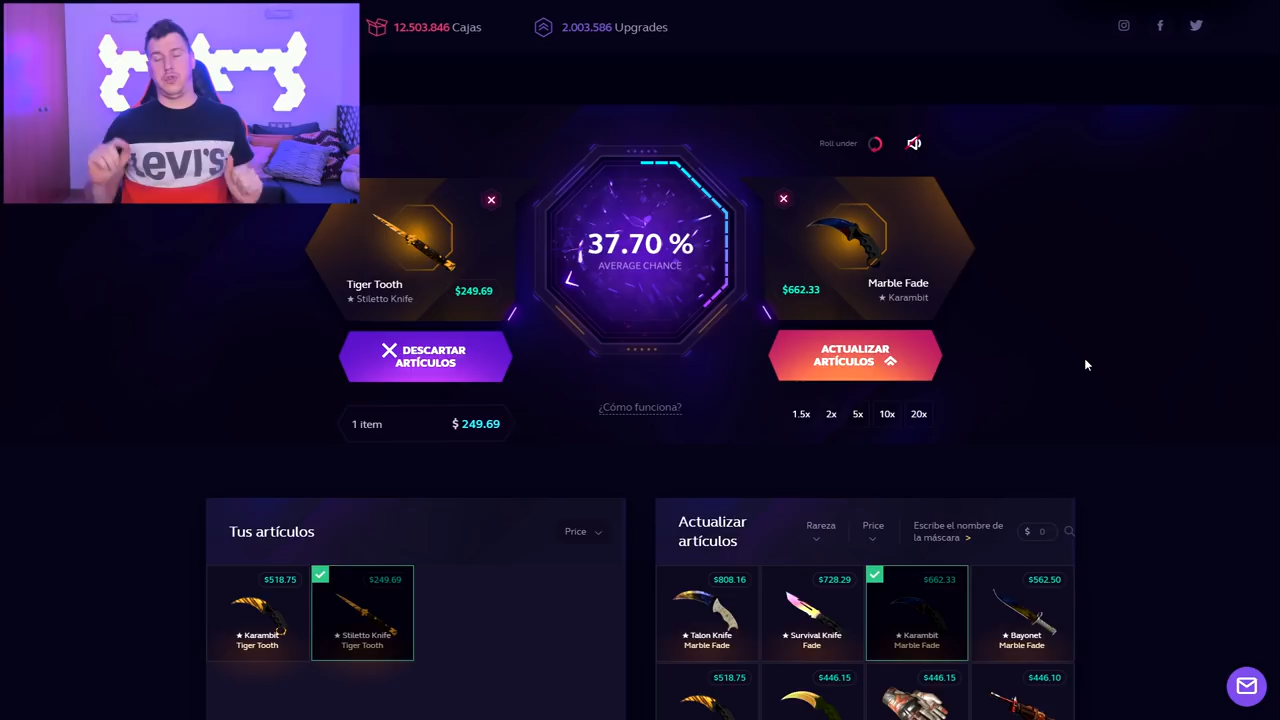 12.503.846 Cajas
2.003.586 Upgrades
Levi's
Roll under
37.70 %
AVERAGE CHANCE
Tiger Tooth
★ Stiletto Knife
$249.69
$662.33
Marble Fade
★ Karambit
DESCARTAR
ARTÍCULOS
ACTUALIZAR
ARTÍCULOS
¿Cómo funciona?
1.5x 2x 5x 10x 20x
1 item $ 249.69
Tus artículos
Price
Actualizar
artículos
Rareza
Price
Escribe el nombre de
la máscara >
$ 0
$518.75
★ Karambit
Tiger Tooth
$249.69
★ Stiletto Knife
Tiger Tooth
$808.16
★ Talon Knife
Marble Fade
$728.29
★ Survival Knife
Fade
$662.33
★ Karambit
Marble Fade
$562.50
★ Bayonet
Marble Fade
$518.75
$446.15
$446.15
$446.10